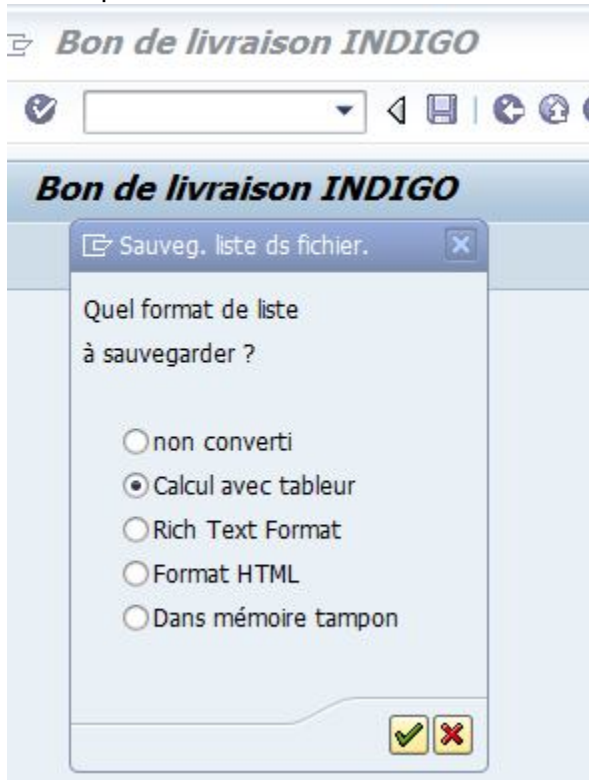 Bon de livraison INDIGO
Bon de livraison INDIGO
Sauveg. liste ds fichier.
Quel format de liste
à sauvegarder ?
non converti
Calcul avec tableur
Rich Text Format
Format HTML
Dans mémoire tampon